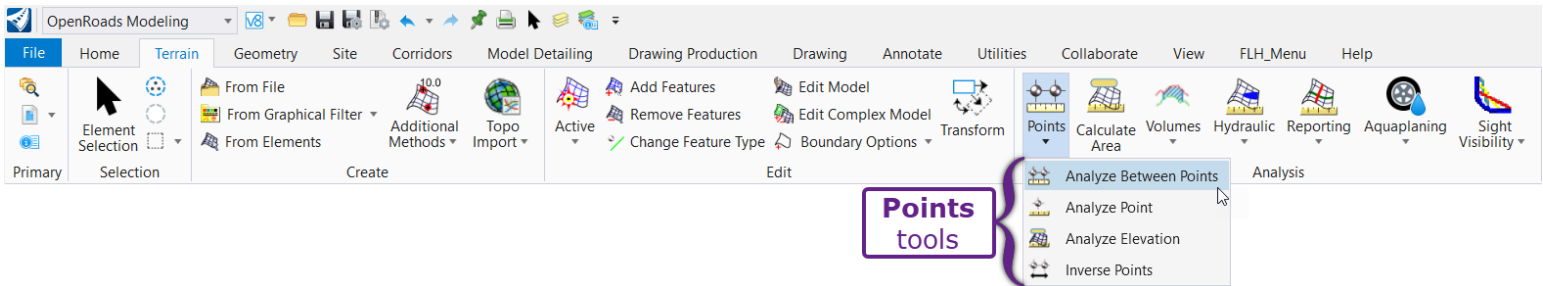 OpenRoads Modeling
V8
File Home Terrain Geometry Site Corridors Model Detailing Drawing Production Drawing Annotate Utilities Collaborate View FLH_Menu Help
Element Selection
From File
From Graphical Filter
From Elements
10.0
Additional Methods
Topo Import
Active
Add Features
Remove Features
Change Feature Type
Edit Model
Edit Complex Model
Boundary Options
Transform
Points
Calculate Area
Volumes
Hydraulic
Reporting
Aquaplaning
Sight Visibility
Primary Selection Create Edit Analysis
Analyze Between Points
Analyze Point
Analyze Elevation
Inverse Points
Points
tools